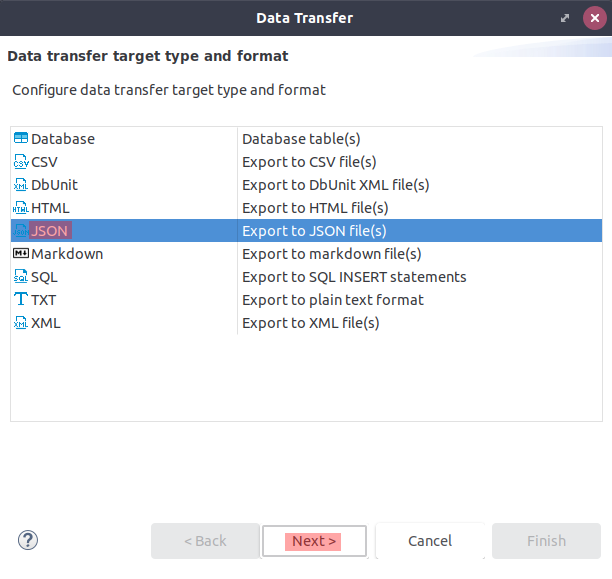 Data Transfer
Data transfer target type and format
Configure data transfer target type and format
Database Database table(s)
CSV Export to CSV file(s)
DbUnit Export to DbUnit XML file(s)
HTML Export to HTML file(s)
JSON Export to JSON file(s)
Markdown Export to markdown file(s)
SQL Export to SQL INSERT statements
TXT Export to plain text format
XML Export to XML file(s)
? < Back Next > Cancel Finish